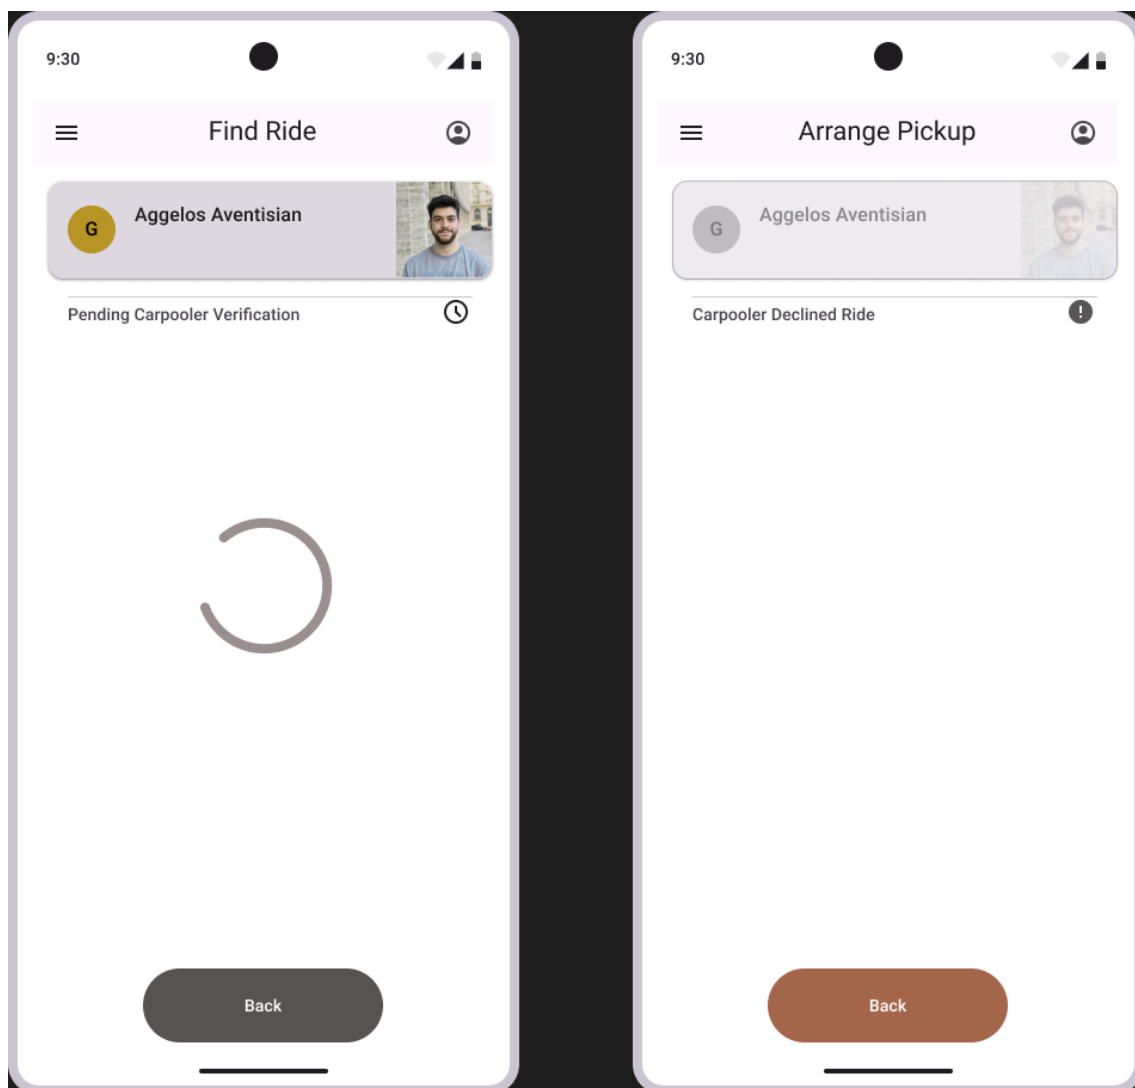 9:30
Find Ride
G
Aggelos Aventisian
Pending Carpooler Verification
Back
9:30
Arrange Pickup
G
Aggelos Aventisian
Carpooler Declined Ride
Back